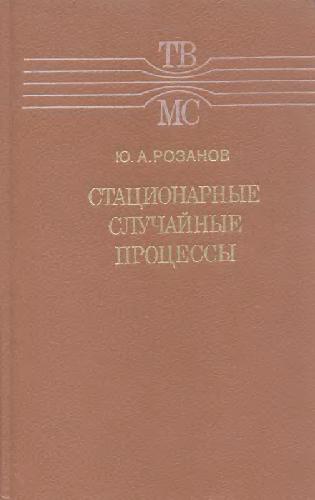 ТВ
МС
Ю.А.РОЗАНОВ
СТАЦИОНАРНЫЕ
СЛУЧАЙНЫЕ
ПРОЦЕССЫ